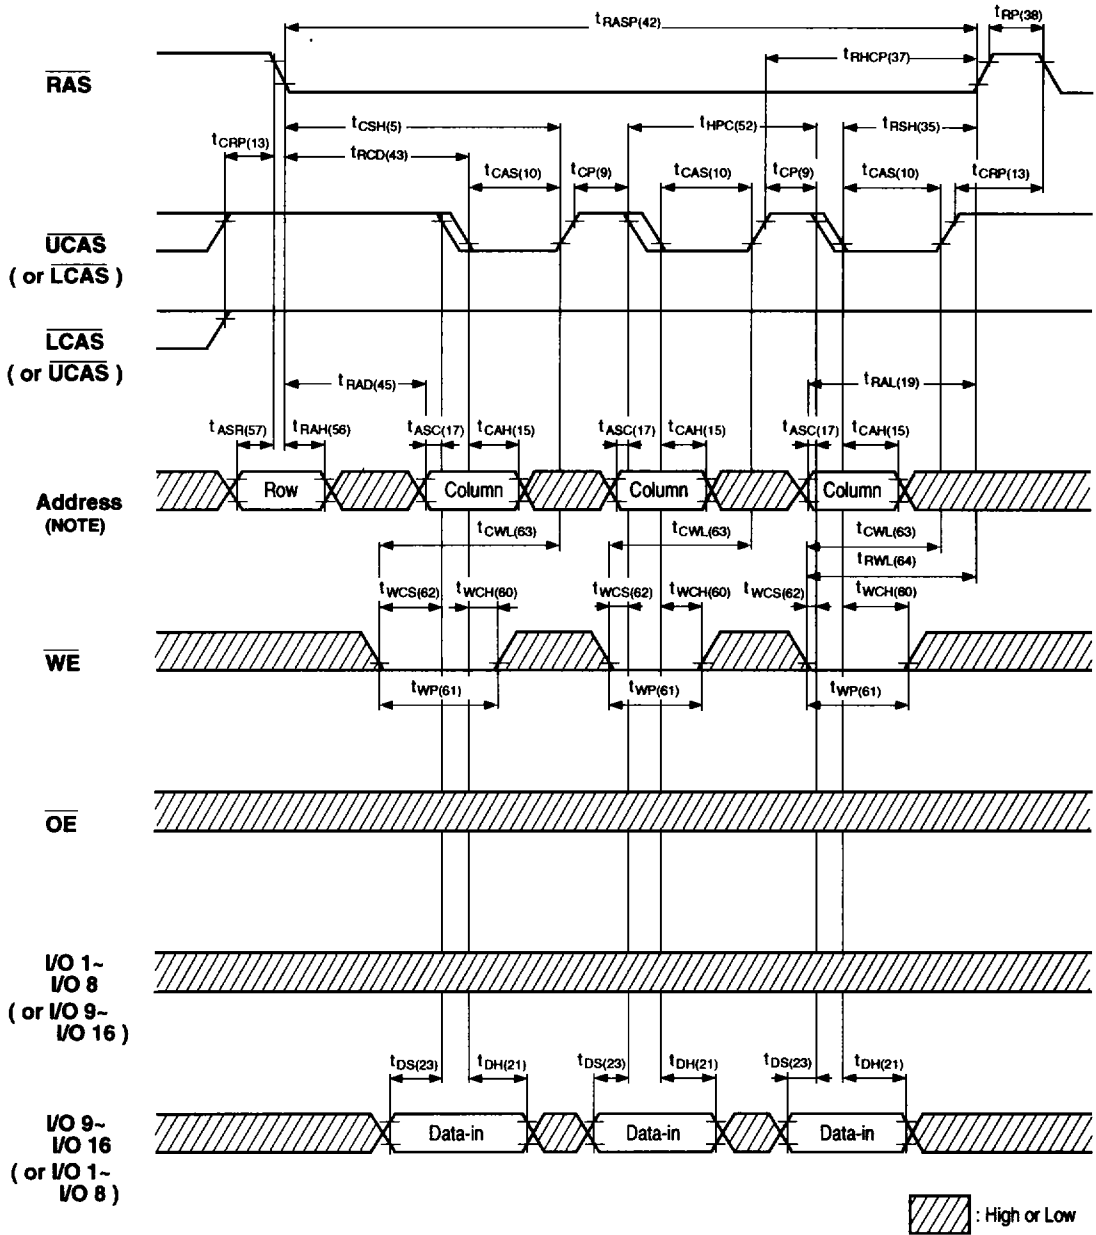 tRASP(42)
tRP(38)
tRHCP(37)
RAS
tCSH(5)
tHPC(52)
tRSH(35)
tCRP(13)
tRCD(43)
tCAS(10)
tCP(9)
tCAS(10)
tCP(9)
tCAS(10)
tCRP(13)
UCAS
( or LCAS )
LCAS
( or UCAS )
tRAD(45)
tRAL(19)
tASR(57)
tRAH(56)
tASC(17)
tCAH(15)
tASC(17)
tCAH(15)
tASC(17)
tCAH(15)
Address
(NOTE)
Row
Column
Column
Column
tCWL(63)
tCWL(63)
tCWL(63)
tRWL(64)
tWCS(62)
tWCH(60)
tWCS(62)
tWCH(60)
tWCS(62)
tWCH(60)
WE
tWP(61)
tWP(61)
tWP(61)
OE
I/O 1~
I/O 8
( or I/O 9~
I/O 16 )
tDS(23)
tDH(21)
tDS(23)
tDH(21)
tDS(23)
tDH(21)
I/O 9~
I/O 16
( or I/O 1~
I/O 8 )
Data-in
Data-in
Data-in
: High or Low